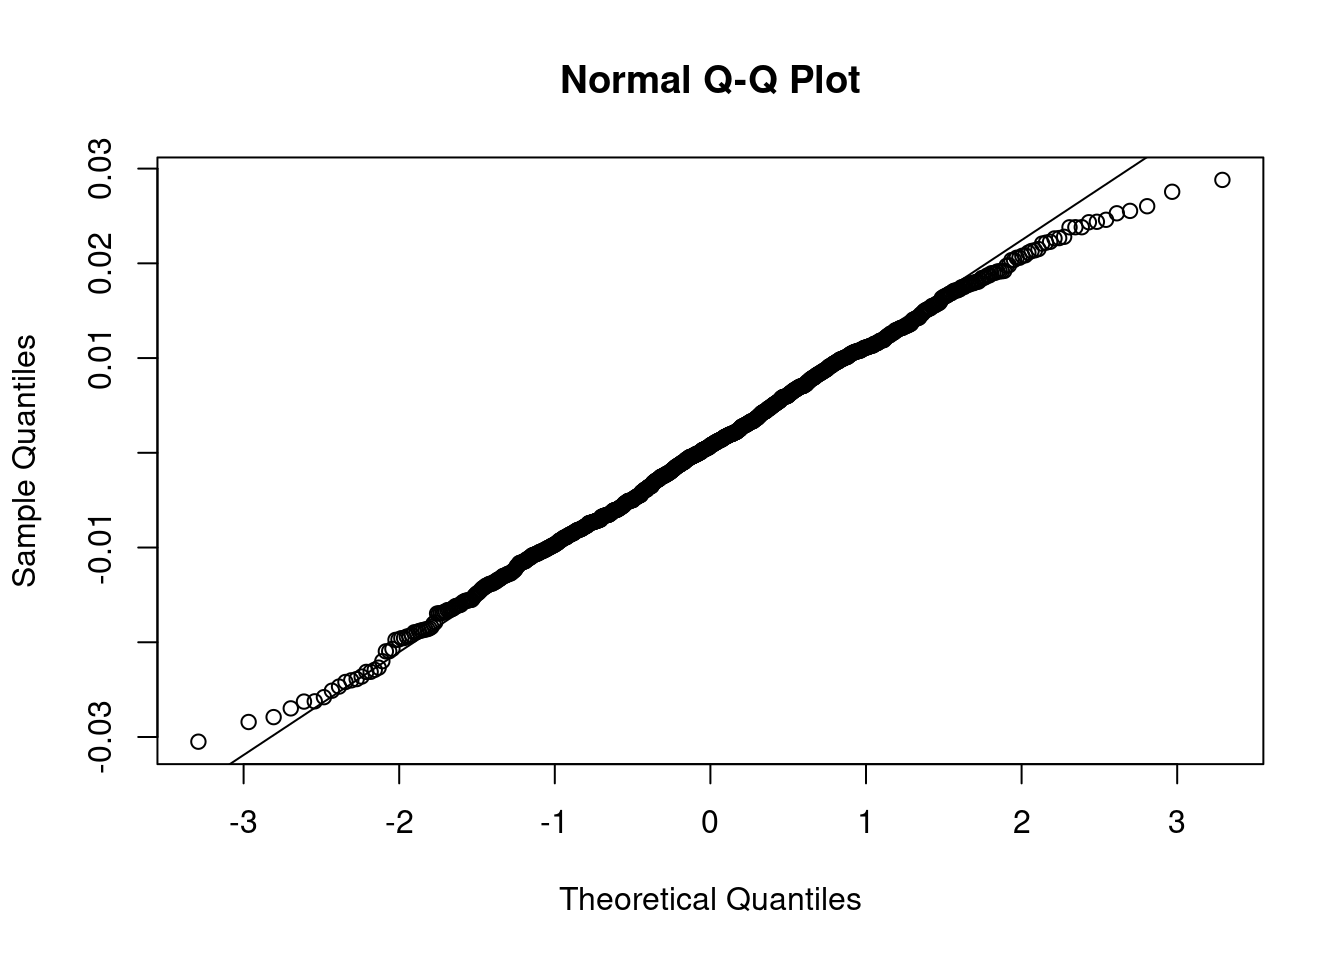 Normal Q-Q Plot
Sample Quantiles
0.03
0.02
0.01
-0.01
-0.03
-3 -2 -1 0 1 2 3
Theoretical Quantiles